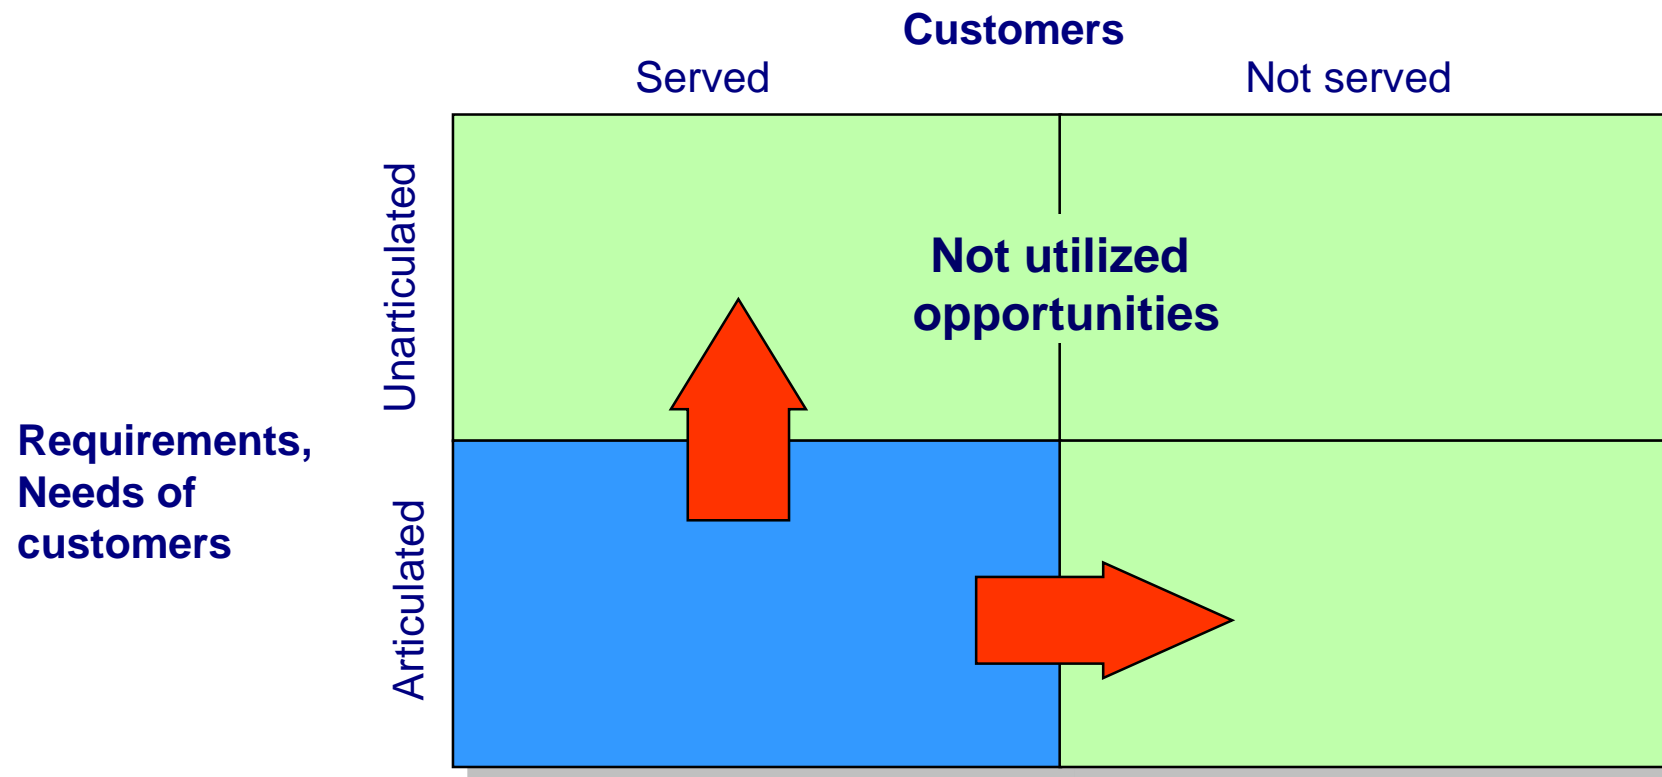 Customers
Served Not served
Unarticulated
Not utilized
opportunities
Requirements,
Needs of
customers
Articulated